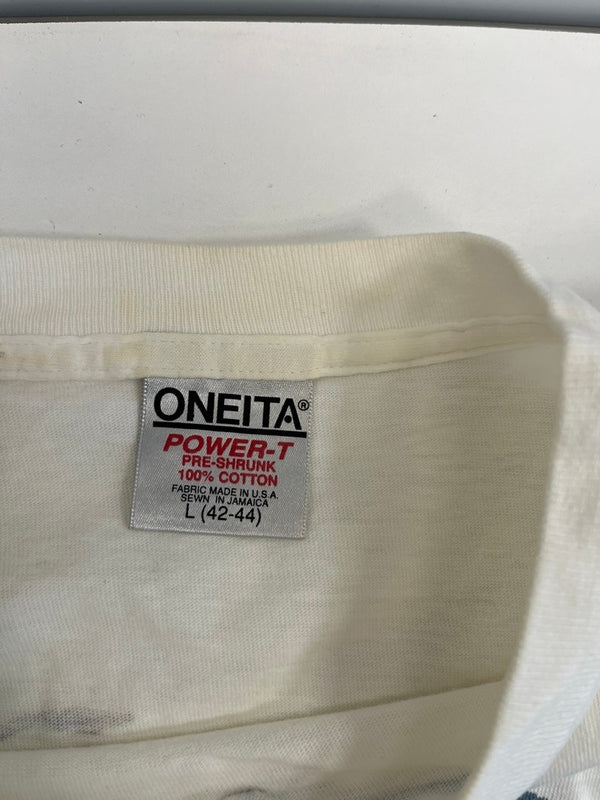 ONEITA®
POWER-T
PRE-SHRUNK
100% COTTON
FABRIC MADE IN U.S.A.
SEWN IN JAMAICA
L (42-44)